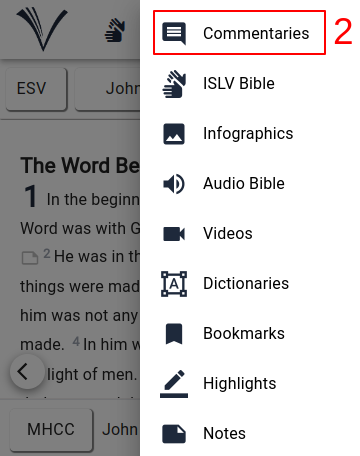 Commentaries 2
ISLV Bible
Infographics
Audio Bible
Videos
Dictionaries
A
Bookmarks
Highlights
Notes
ESV
John
The Word Be
1 In the beginn
Word was with G
2 He was in th
things were mad
him was not any
made. 4 In him w
light of men.
MHCC
John